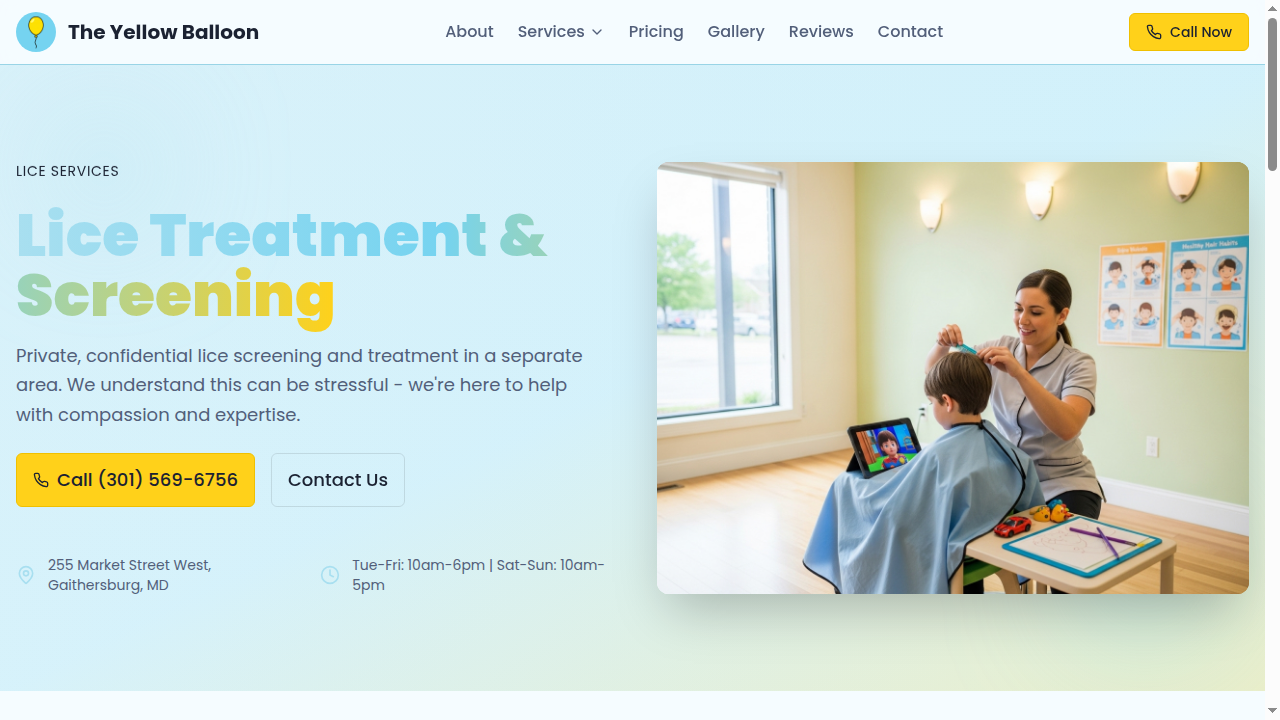 The Yellow Balloon
About
Services
Pricing
Gallery
Reviews
Contact
Call Now
LICE SERVICES
Lice Treatment &
Screening
Private, confidential lice screening and treatment in a separate
area. We understand this can be stressful - we're here to help
with compassion and expertise.
Call (301) 569-6756
Contact Us
255 Market Street West,
Gaithersburg, MD
Tue-Fri: 10am-6pm | Sat-Sun: 10am-
5pm
Healthy Hair Habits